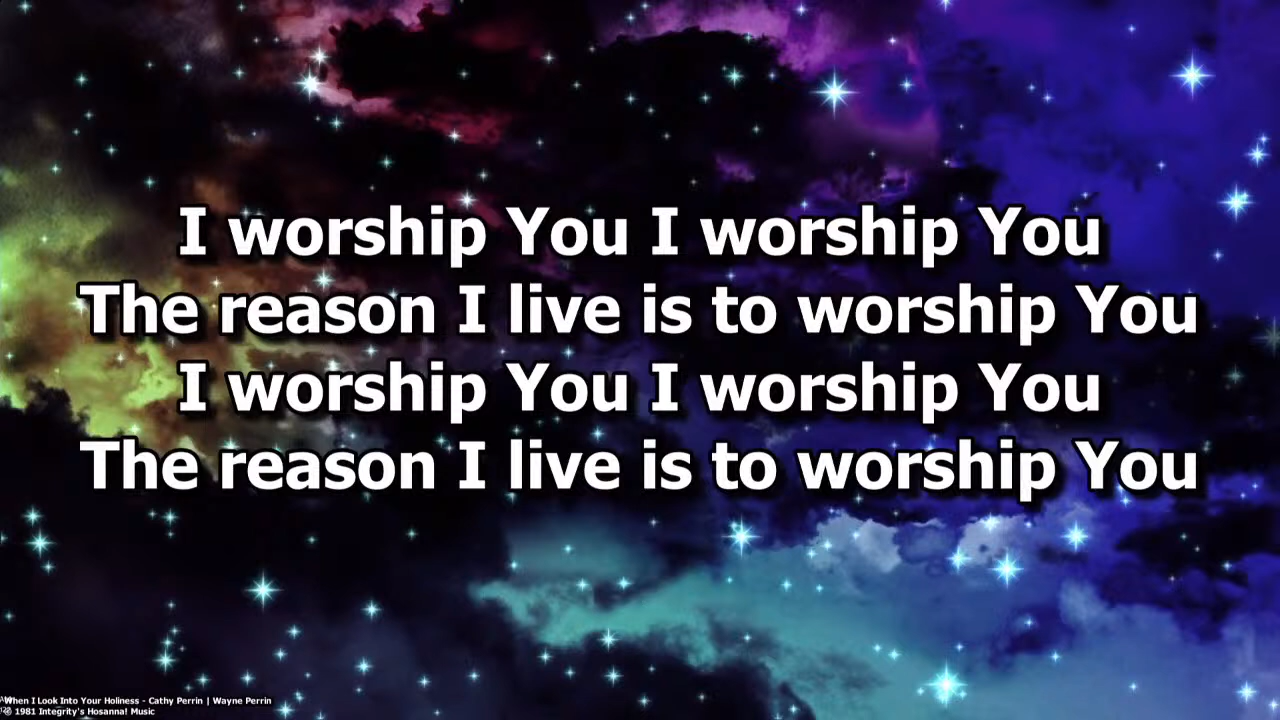 I worship You I worship You
The reason I live is to worship You
I worship You I worship You
The reason I live is to worship You
When I Look Into Your Holiness - Cathy Perrin | Wayne Perrin
© 1981 Integrity's Hosanna! Music